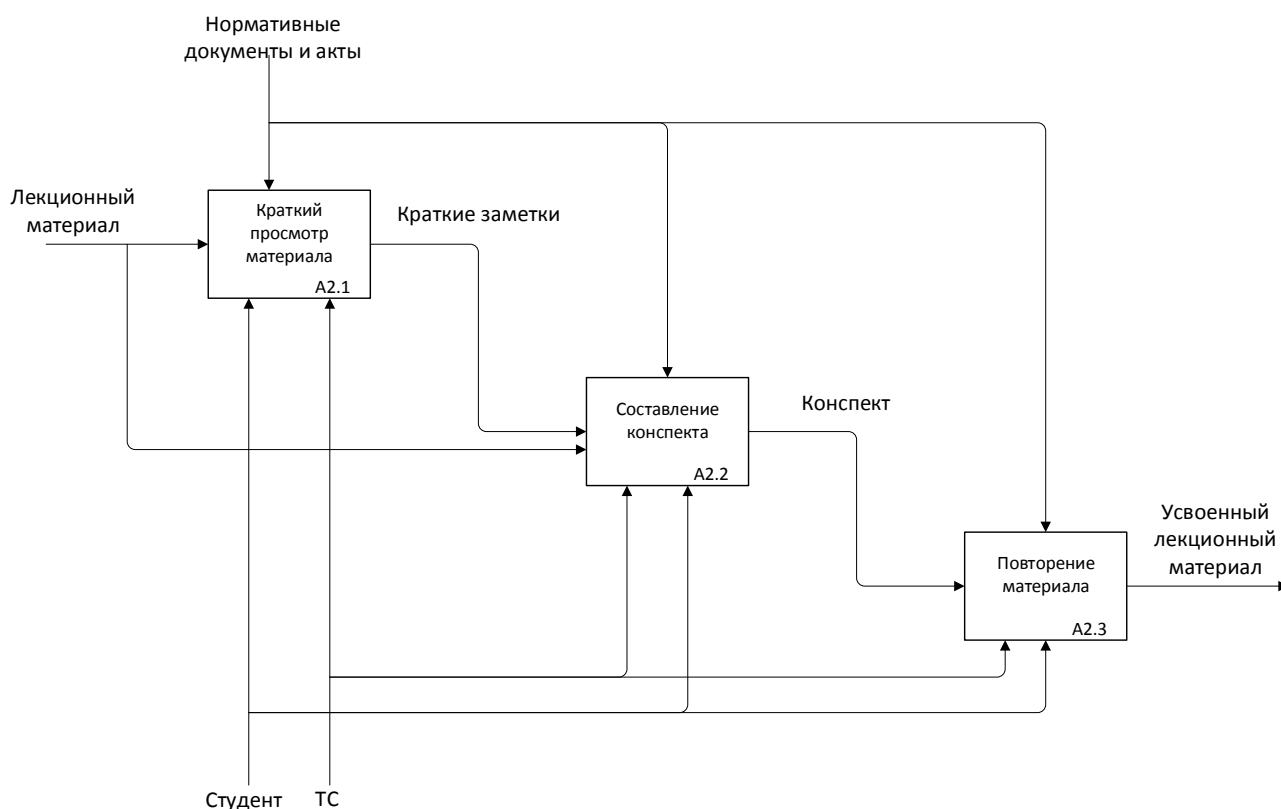 Нормативные
документы и акты
Лекционный
материал
Краткий
просмотр
материала
A2.1
Краткие заметки
Составление
конспекта
A2.2
Конспект
Повторение
материала
A2.3
Усвоенный
лекционный
материал
Студент
ТС